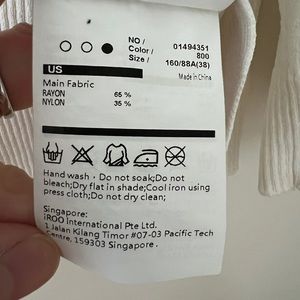 NO / 01494351
Color / 800
Size / 160/88A(38)
US Made in China
Main Fabric
RAYON 65 %
NYLON 35 %
Hand wash · Do not soak;Do not
bleach;Dry flat in shade;Cool iron using
press cloth;Do not dry clean;
Singapore:
iROO International Pte Ltd.
1 Jalan Kilang Timor #07-03 Pacific Tech
Centre, 159303 Singapore.